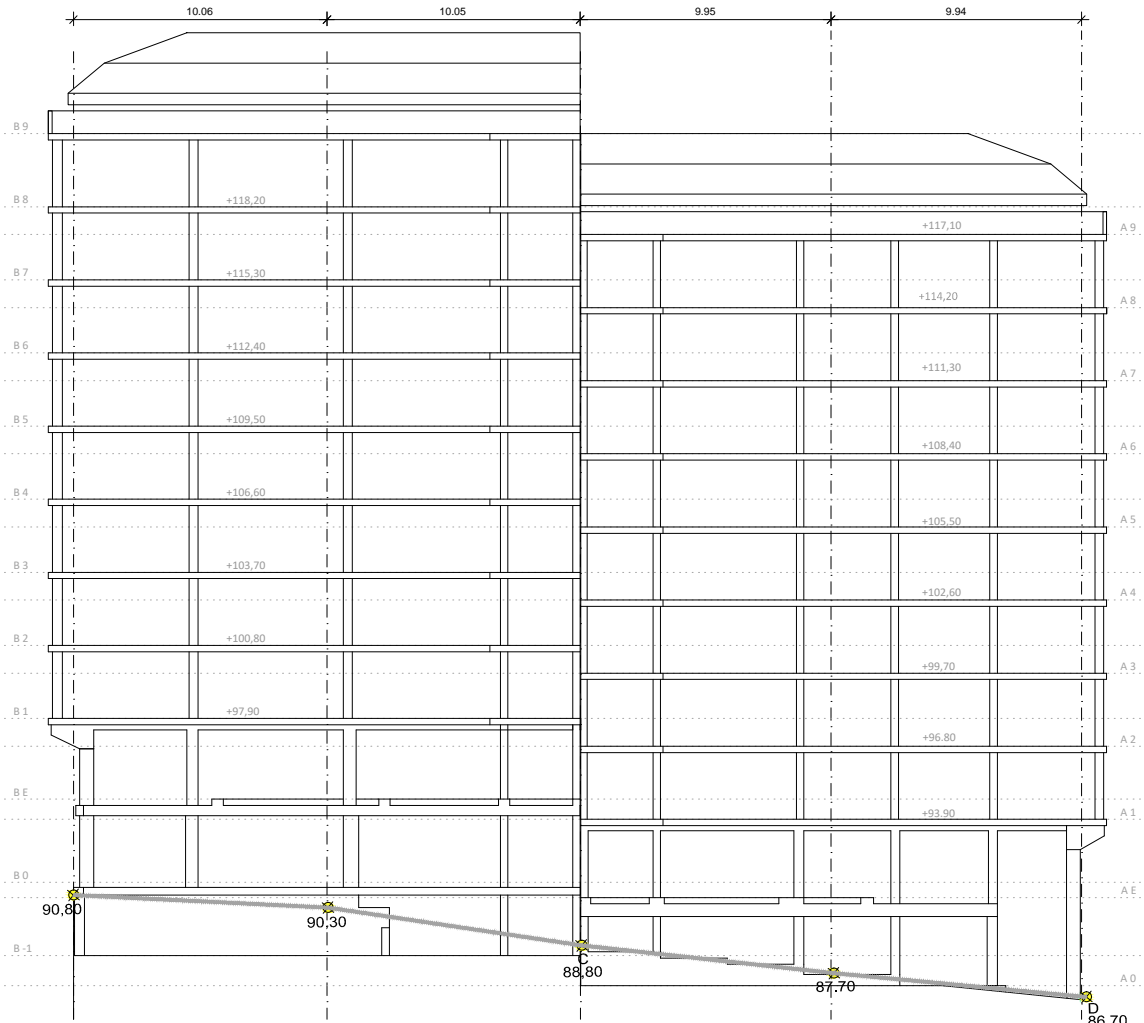 10.06 10.05 9.95 9.94
B 9
B 8 +118,20
+117,10 A 9
B 7 +115,30
+114,20 A 8
B 6 +112,40
+111,30 A 7
B 5 +109,50
+108,40 A 6
B 4 +106,60
+105,50 A 5
B 3 +103,70
+102,60 A 4
B 2 +100,80
+99,70 A 3
B 1 +97,90
+96.80 A 2
B E
+93.90 A 1
B 0
A E
90,80
90,30
B -1
C
88,80
A 0
87.70
D
86,70